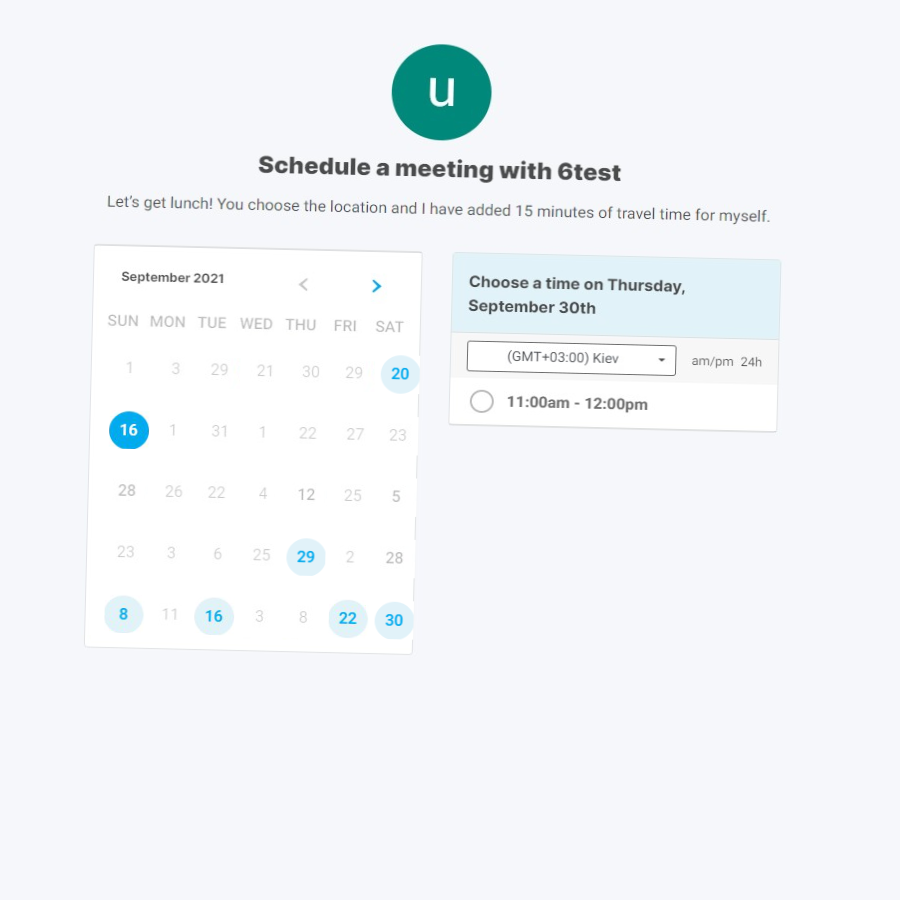 u
Schedule a meeting with 6test
Let's get lunch! You choose the location and I have added 15 minutes of travel time for myself.
September 2021
SUN MON TUE WED THU FRI SAT
1 3 29 21 30 29 20
16 1 31 1 22 27 23
28 26 22 4 12 25 5
23 3 6 25 29 2 28
8 11 16 3 8 22 30
Choose a time on Thursday,
September 30th
(GMT+03:00) Kiev am/pm 24h
11:00am - 12:00pm